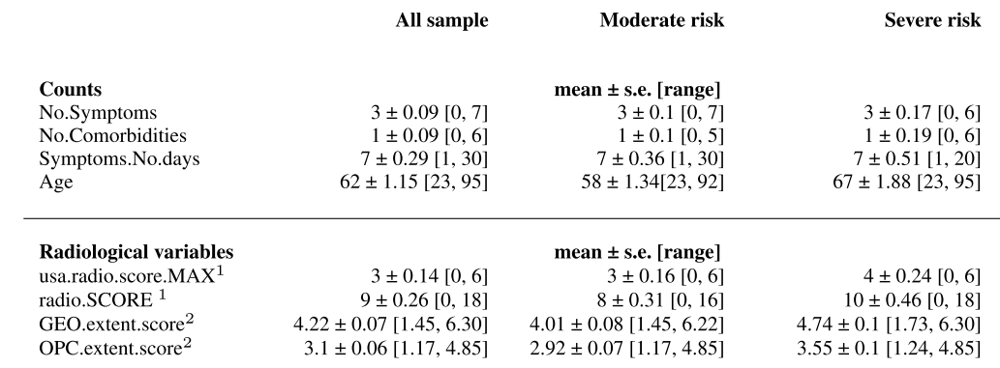 All sample Moderate risk Severe risk
Counts mean ± s.e. [range]
No.Symptoms 3 ± 0.09 [0, 7] 3 ± 0.1 [0, 7] 3 ± 0.17 [0, 6]
No.Comorbidities 1 ± 0.09 [0, 6] 1 ± 0.1 [0, 5] 1 ± 0.19 [0, 6]
Symptoms.No.days 7 ± 0.29 [1, 30] 7 ± 0.36 [1, 30] 7 ± 0.51 [1, 20]
Age 62 ± 1.15 [23, 95] 58 ± 1.34[23, 92] 67 ± 1.88 [23, 95]
Radiological variables mean ± s.e. [range]
usa.radio.score.MAX¹ 3 ± 0.14 [0, 6] 3 ± 0.16 [0, 6] 4 ± 0.24 [0, 6]
radio.SCORE ¹ 9 ± 0.26 [0, 18] 8 ± 0.31 [0, 16] 10 ± 0.46 [0, 18]
GEO.extent.score² 4.22 ± 0.07 [1.45, 6.30] 4.01 ± 0.08 [1.45, 6.22] 4.74 ± 0.1 [1.73, 6.30]
OPC.extent.score² 3.1 ± 0.06 [1.17, 4.85] 2.92 ± 0.07 [1.17, 4.85] 3.55 ± 0.1 [1.24, 4.85]